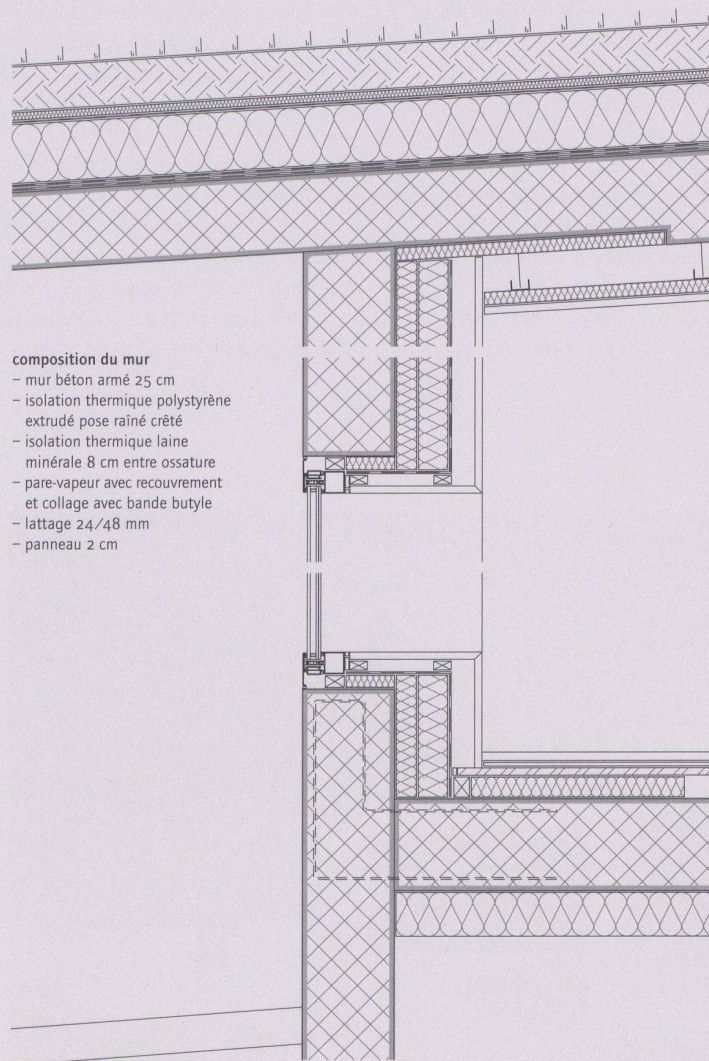 composition du mur
– mur béton armé 25 cm
– isolation thermique polystyrène
extrudé pose raîné crêté
– isolation thermique laine
minérale 8 cm entre ossature
– pare-vapeur avec recouvrement
et collage avec bande butyle
– lattage 24/48 mm
– panneau 2 cm